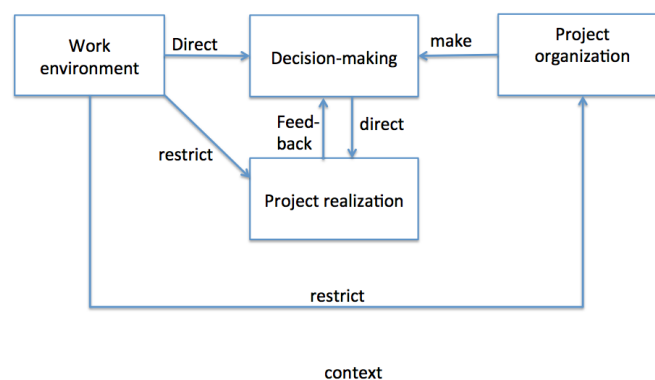 Work
environment
Direct
Decision-making
make
Project
organization
Feed-
back
direct
restrict
Project realization
restrict
context